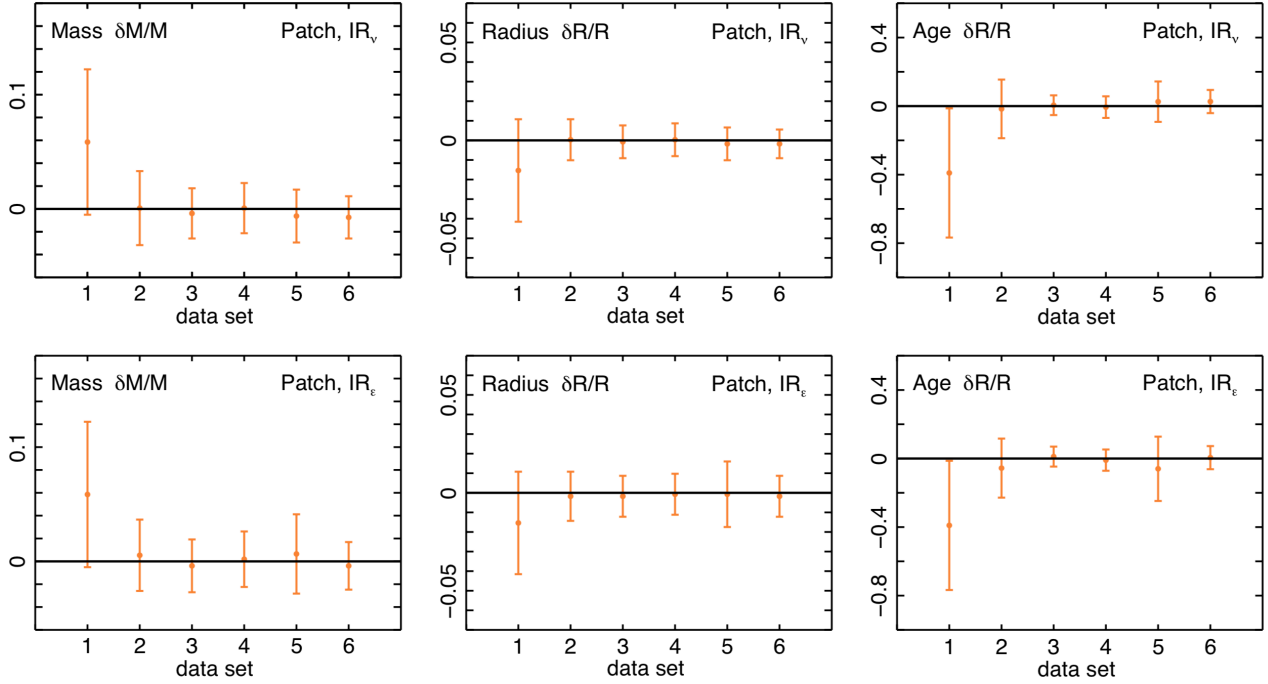 Mass δM/M Patch, IRν
0.1
0
1 2 3 4 5 6
data set
Radius δR/R Patch, IRν
0.05
0
−0.05
1 2 3 4 5 6
data set
Age δR/R Patch, IRν
0.4
0
−0.4
−0.8
1 2 3 4 5 6
data set
Mass δM/M Patch, IRε
0.1
0
1 2 3 4 5 6
data set
Radius δR/R Patch, IRε
0.05
0
−0.05
1 2 3 4 5 6
data set
Age δR/R Patch, IRε
0.4
0
−0.4
−0.8
1 2 3 4 5 6
data set